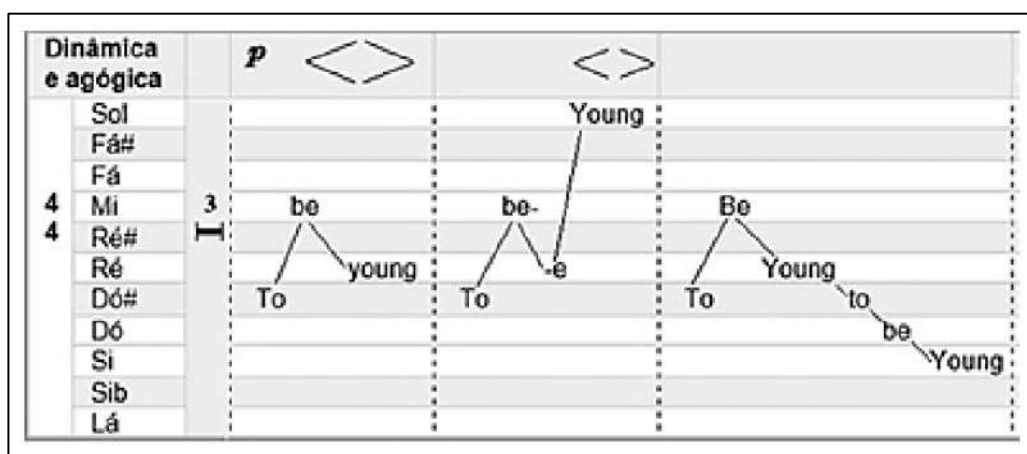 Dinâmica e agógica p < >  < >
Sol Young
Fá#
Fá
4 Mi 3 be be- Be
4 Ré#
Ré young -e Young
Dó# To To To to
Dó be
Si Young
Sib
Lá